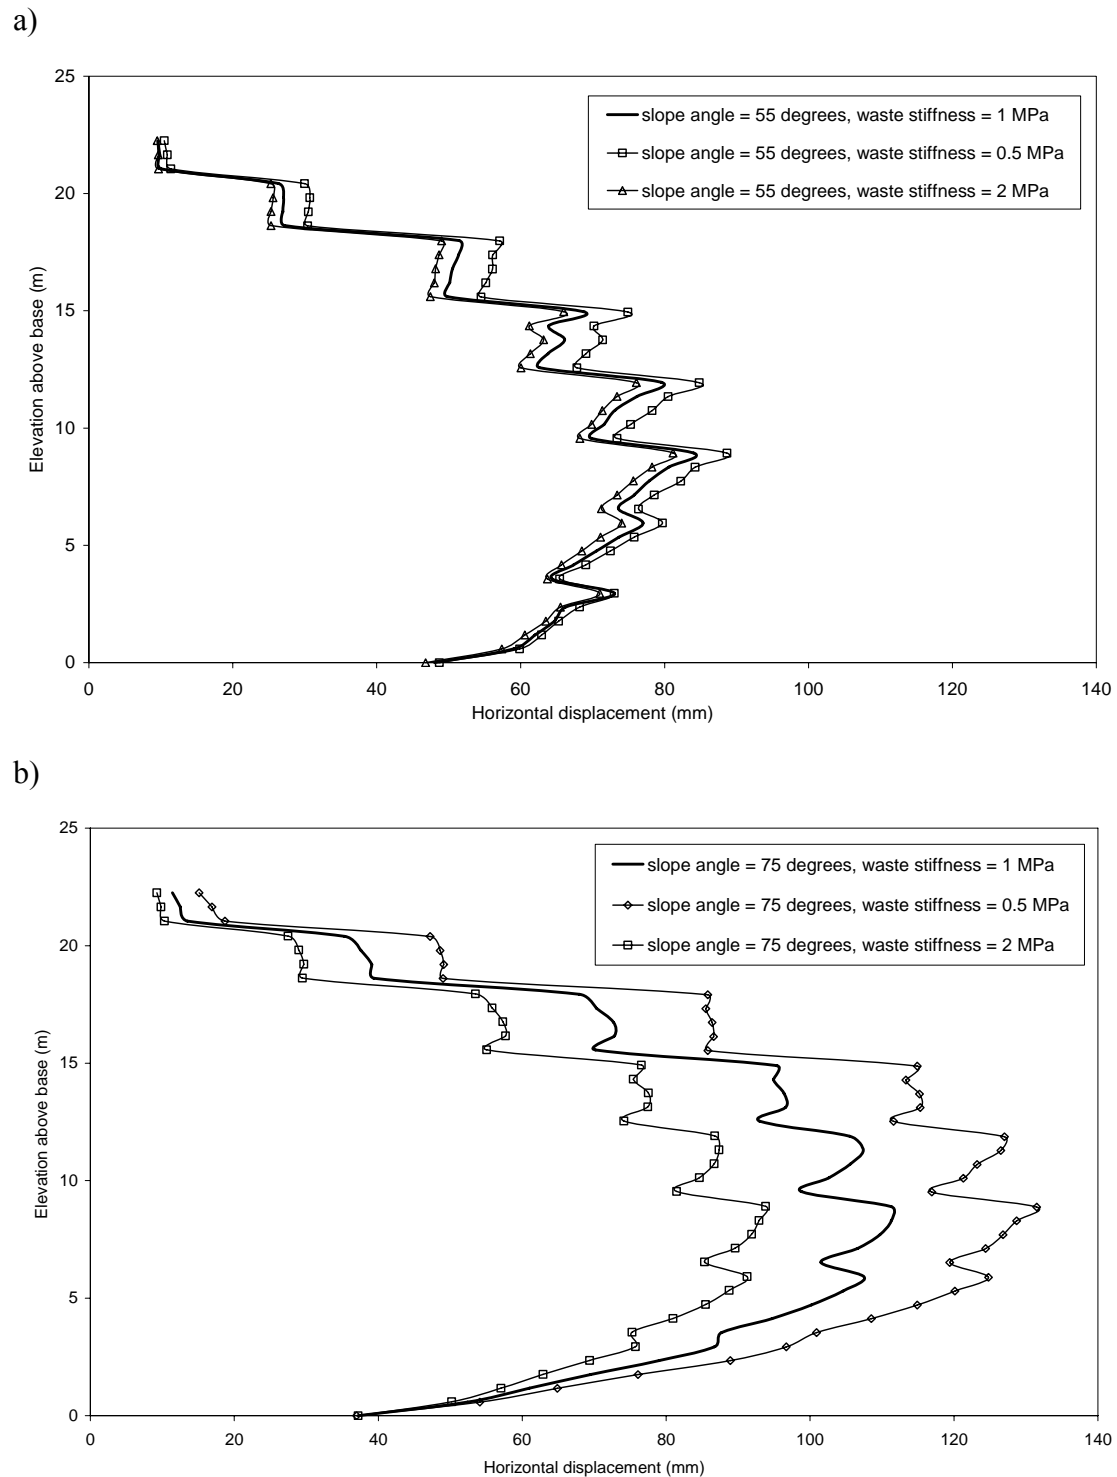 a)
25
20
15
10
5
0
Elevation above base (m)
slope angle = 55 degrees, waste stiffness = 1 MPa
slope angle = 55 degrees, waste stiffness = 0.5 MPa
slope angle = 55 degrees, waste stiffness = 2 MPa
0 20 40 60 80 100 120 140
Horizontal displacement (mm)
b)
25
20
15
10
5
0
Elevation above base (m)
slope angle = 75 degrees, waste stiffness = 1 MPa
slope angle = 75 degrees, waste stiffness = 0.5 MPa
slope angle = 75 degrees, waste stiffness = 2 MPa
0 20 40 60 80 100 120 140
Horizontal displacement (mm)